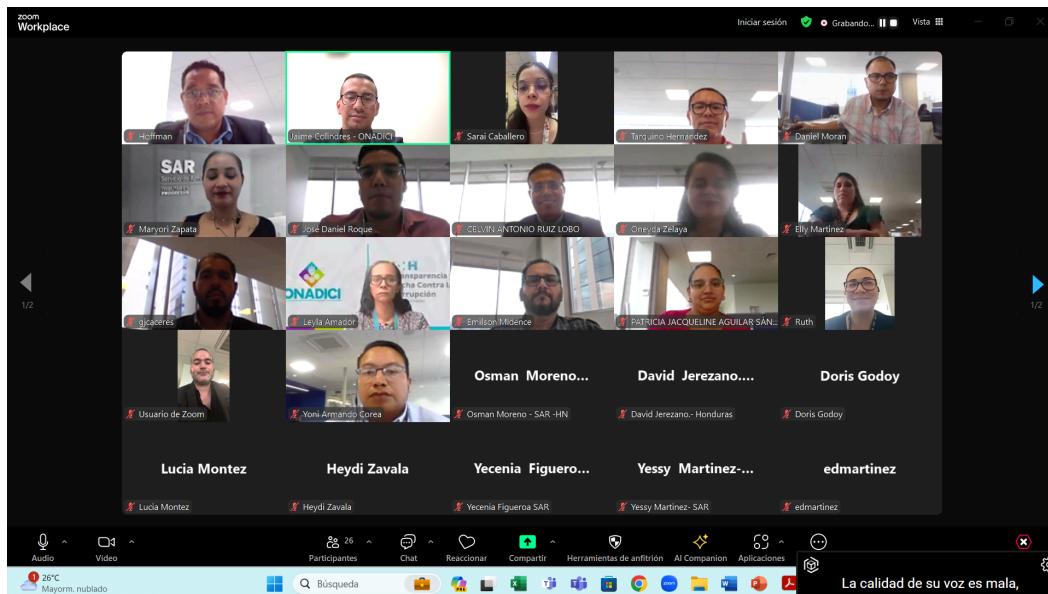 zoom
Workplace
Iniciar sesión
Grabando...
Vista
Hoffman
Jaime Colindres - ONADICI
Sarai Caballero
Tarquino Hernández
Daniel Moran
SAR
Maryori Zapata
José Daniel Roque
CELVIN ANTONIO RUIZ LOBO
Oneyda Zelaya
Elly Martinez
gjcaceres
ONADICI
Leyla Amador
Emilson Midence
PATRICIA JACQUELINE AGUILAR SÁN...
Ruth
1/2
1/2
Usuario de Zoom
Yoni Armando Corea
Osman Moreno...
Osman Moreno - SAR -HN
David Jerezano....
David Jerezano.- Honduras
Doris Godoy
Doris Godoy
Lucia Montez
Lucia Montez
Heydi Zavala
Heydi Zavala
Yecenia Figuero...
Yecenia Figueroa SAR
Yessy Martinez-...
Yessy Martinez- SAR
edmartinez
edmartinez
Audio
Vídeo
26
Participantes
Chat
Reaccionar
Compartir
Herramientas de anfitrión
AI Companion
Aplicaciones
1
26°C
Mayorm. nublado
Búsqueda
La calidad de su voz es mala,